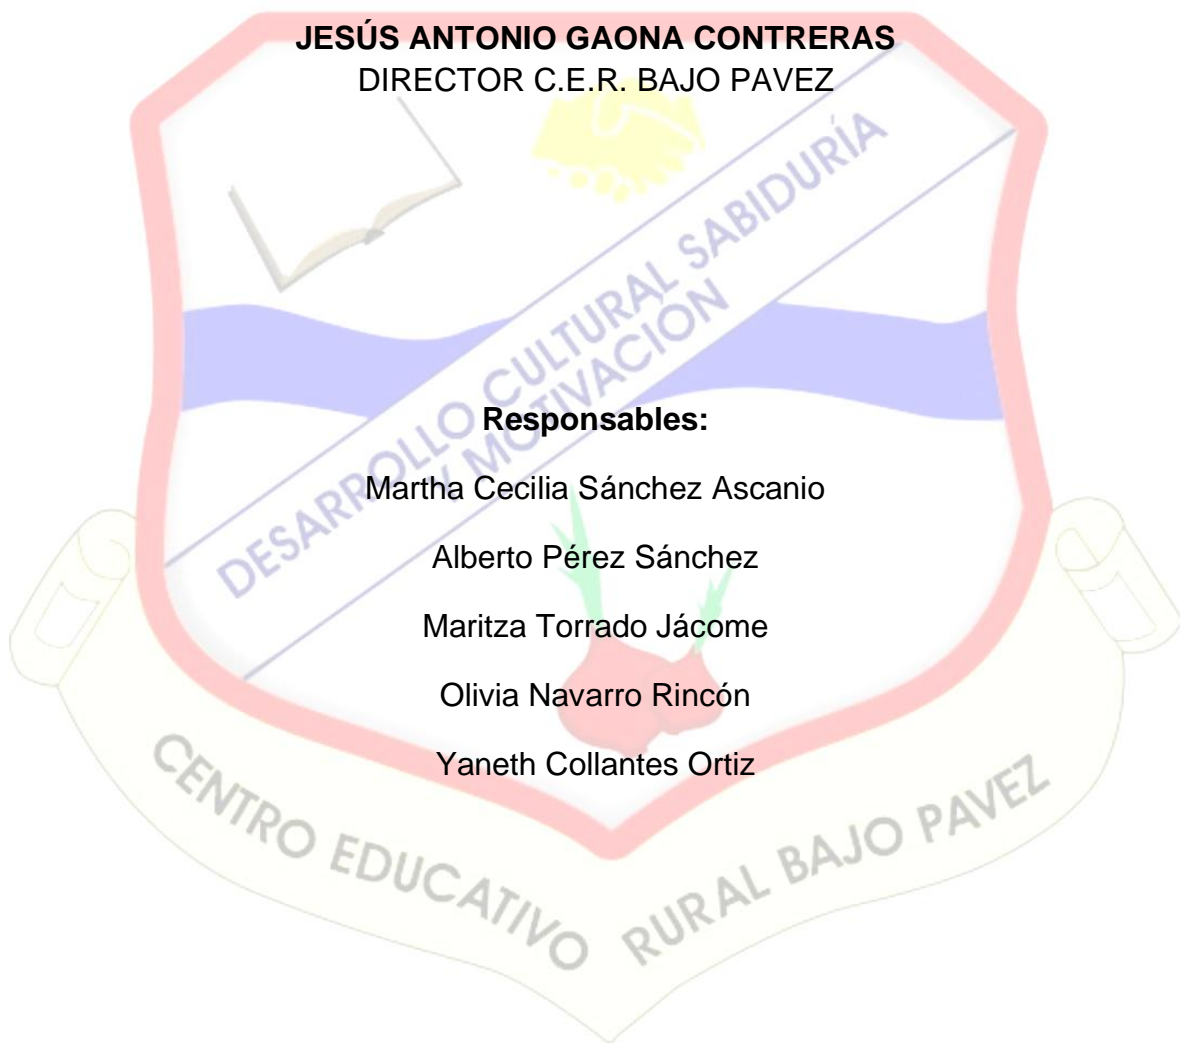 JESÚS ANTONIO GAONA CONTRERAS
DIRECTOR C.E.R. BAJO PAVEZ
DESARROLLO CULTURAL SABIDURÍA
Y MOTIVACIÓN
Responsables:
Martha Cecilia Sánchez Ascanio
Alberto Pérez Sánchez
Maritza Torrado Jácome
Olivia Navarro Rincón
Yaneth Collantes Ortiz
CENTRO EDUCATIVO RURAL BAJO PAVEZ